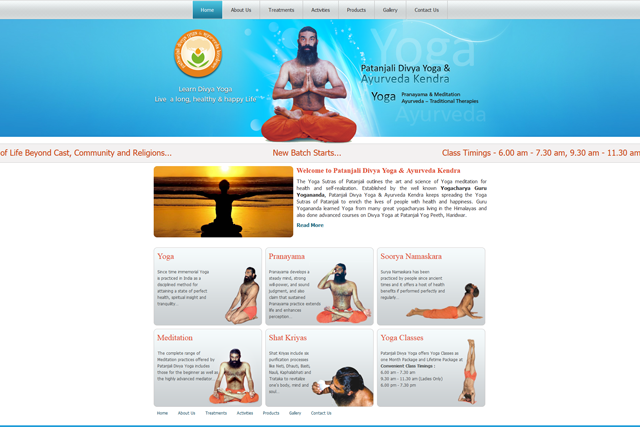 Home About Us Treatments Activities Products Gallery Contact Us
Yoga
Patanjali Divya Yoga &
Ayurveda Kendra
Yoga Pranayama & Meditation
Ayurveda – Traditional Therapies
Ayurveda
Learn Divya Yoga
Live a long, healthy & happy Life
of Life Beyond Cast, Community and Religions... New Batch Starts... Class Timings - 6.00 am - 7.30 am, 9.30 am - 11.30 am
Welcome to Patanjali Divya Yoga & Ayurveda Kendra
The Yoga Sutras of Patanjal outlines the art and science of Yoga meditation for
health and self-realization. Established by the well known Yogacharya Guru
Yogananda, Patanjal Divya Yoga & Ayurveda Kendra keeps spreading the Yoga
Sutras of Patanjal to enrich the lives of people with health and happiness. Guru
Yogananda learned Yoga from many great yogacharyas living in the Himalayas and
also done advanced courses on Divya Yoga at Patanjal Yog Peeth, Haridwar.
Read More
Yoga
Since time immemorial Yoga
is practiced in India as a
disciplined method for
attaining a state of perfect
health, spiritual insight and
tranquility...
Pranayama
Pranayama develops a
steady mind, strong
willpower, and sound
judgment, and also
claim that sustained
Pranayama practice extends
life and enhances
perception...
Soorya Namaskara
Surya Namaskara has been
practiced by people since ancient
times and it offers a host of health
benefits if performed perfectly and
regularly.
Meditation
The complete range of
Meditation practices offered by
Patanjal Divya Yoga includes
those for the beginner as well as
the highly advanced mediator.
Shat Kriyas
Shat Kriyas include six
purification processes
like Neti, Dhauti, Basti,
Nauli, Kaphalabhati and
Trataka to revitalise
one's body, mind and
soul...
Yoga Classes
Patanjali Divya Yoga offers Yoga Classes as
one Month Package and Lifetime Package at
Convenient Class Timings :
6.00 am - 7.30 am
9.30 am - 11.30 am (Ladies Only)
6.00 pm - 7.30 pm
Home About Us Treatments Activities Products Gallery Contact Us